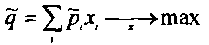 q̃ = ∑ᵢ p̃ᵢ xᵢ ⟶ₓ max